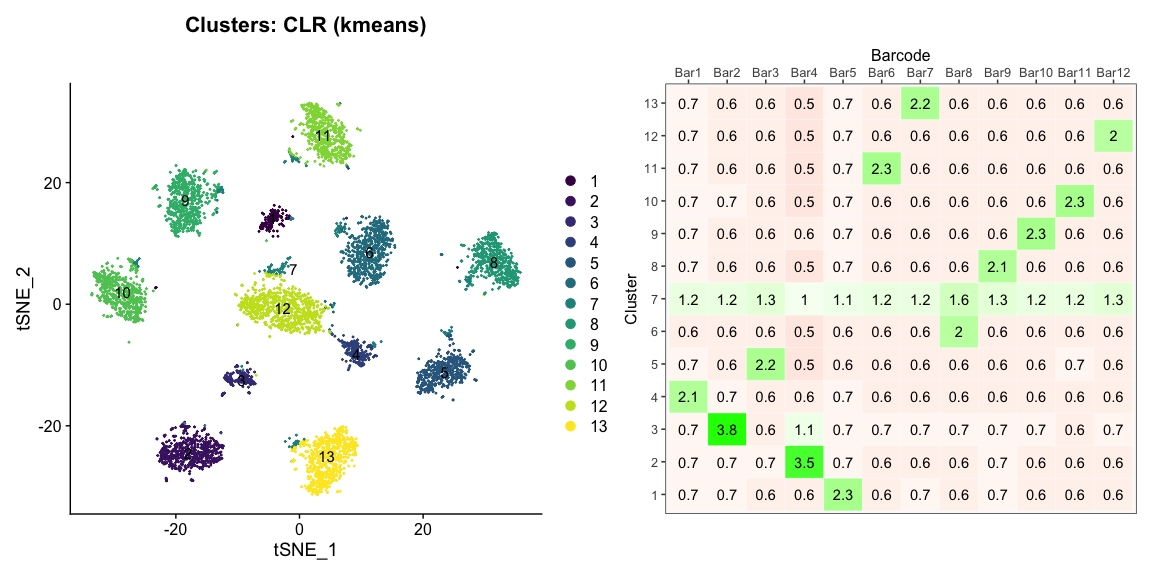 Clusters: CLR (kmeans)
tSNE_2
20
0
-20
-20 0 20
tSNE_1
11
9
6
8
7
10
12
4
5
3
2
13
1
2
3
4
5
6
7
8
9
10
11
12
13
Barcode
Bar1 Bar2 Bar3 Bar4 Bar5 Bar6 Bar7 Bar8 Bar9 Bar10 Bar11 Bar12
Cluster
13 0.7 0.6 0.6 0.5 0.7 0.6 2.2 0.6 0.6 0.6 0.6 0.6
12 0.7 0.6 0.6 0.5 0.7 0.6 0.6 0.6 0.6 0.6 0.6 2
11 0.7 0.6 0.6 0.5 0.7 2.3 0.6 0.6 0.6 0.6 0.6 0.6
10 0.7 0.7 0.6 0.5 0.7 0.6 0.6 0.6 0.6 0.6 2.3 0.6
9 0.7 0.6 0.6 0.6 0.7 0.6 0.6 0.6 0.6 2.3 0.6 0.6
8 0.7 0.6 0.6 0.5 0.7 0.6 0.6 0.6 2.1 0.6 0.6 0.6
7 1.2 1.2 1.3 1 1.1 1.2 1.2 1.6 1.3 1.2 1.2 1.3
6 0.6 0.6 0.6 0.5 0.6 0.6 0.6 2 0.6 0.6 0.6 0.6
5 0.7 0.6 2.2 0.5 0.6 0.6 0.6 0.6 0.6 0.6 0.7 0.6
4 2.1 0.7 0.6 0.6 0.7 0.6 0.6 0.6 0.6 0.6 0.6 0.6
3 0.7 3.8 0.6 1.1 0.7 0.7 0.7 0.7 0.7 0.7 0.6 0.7
2 0.7 0.7 0.7 3.5 0.7 0.6 0.6 0.6 0.7 0.6 0.6 0.6
1 0.7 0.7 0.6 0.6 2.3 0.6 0.7 0.6 0.7 0.6 0.6 0.6